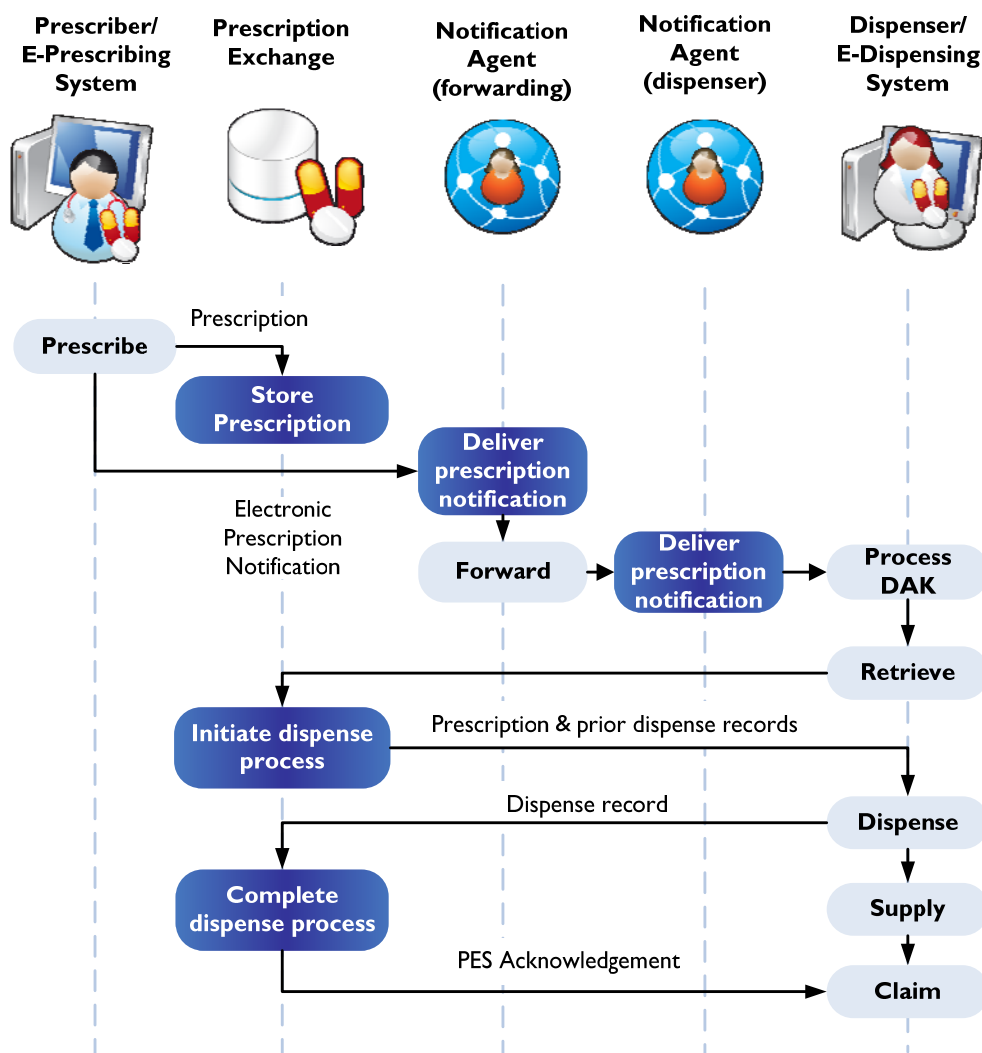 Prescriber/
E-Prescribing
System
Prescription
Exchange
Notification
Agent
(forwarding)
Notification
Agent
(dispenser)
Dispenser/
E-Dispensing
System
Prescription
Prescribe
Store
Prescription
Deliver
prescription
notification
Electronic
Prescription
Notification
Forward
Deliver
prescription
notification
Process
DAK
Retrieve
Initiate dispense
process
Prescription & prior dispense records
Dispense record
Dispense
Complete
dispense process
Supply
PES Acknowledgement
Claim